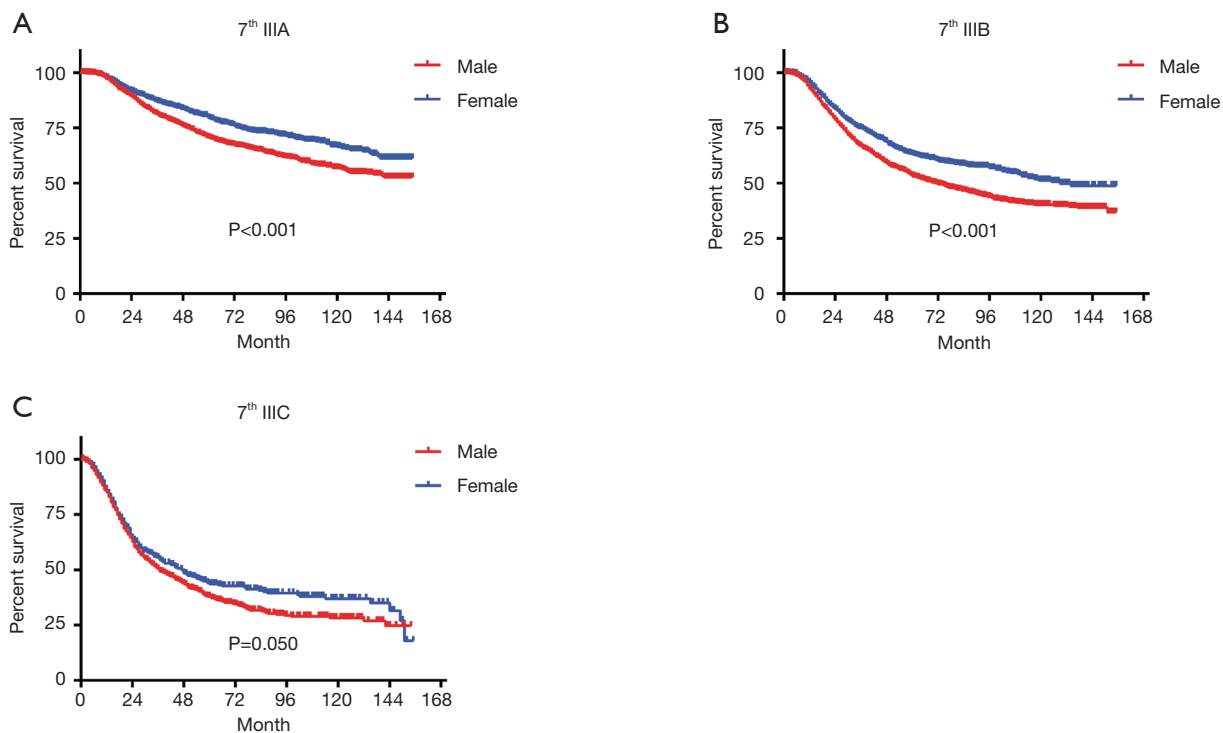 A
7th IIIA
Percent survival
100
75
50
25
0
Male
Female
P<0.001
0 24 48 72 96 120 144 168
Month
B
7th IIIB
Percent survival
100
75
50
25
0
Male
Female
P<0.001
0 24 48 72 96 120 144 168
Month
C
7th IIIC
Percent survival
100
75
50
25
0
Male
Female
P=0.050
0 24 48 72 96 120 144 168
Month